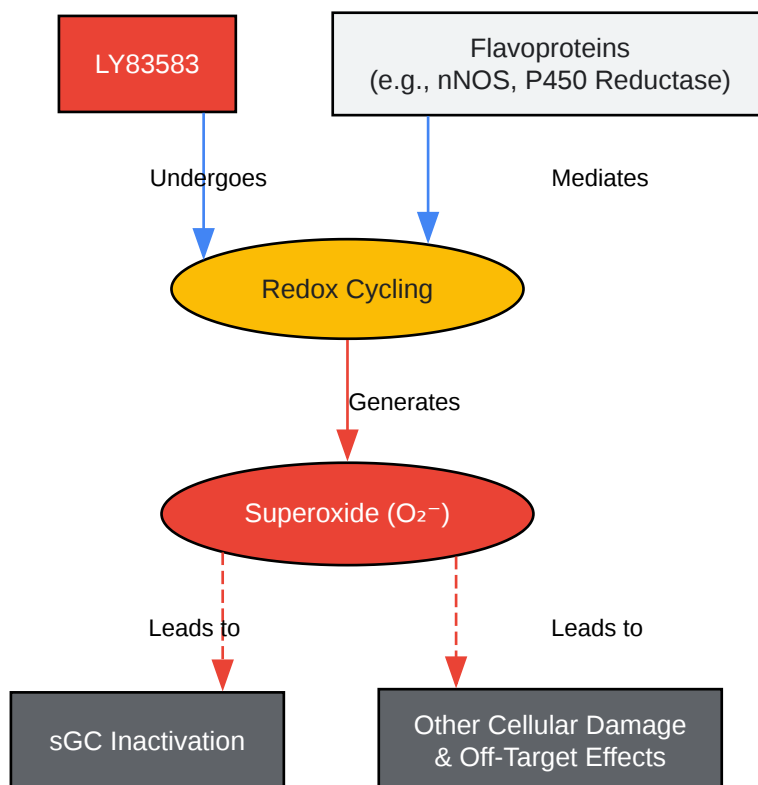 LY83583
Flavoproteins
(e.g., nNOS, P450 Reductase)
Undergoes
Mediates
Redox Cycling
Generates
Superoxide (O₂⁻)
Leads to
Leads to
sGC Inactivation
Other Cellular Damage
& Off-Target Effects